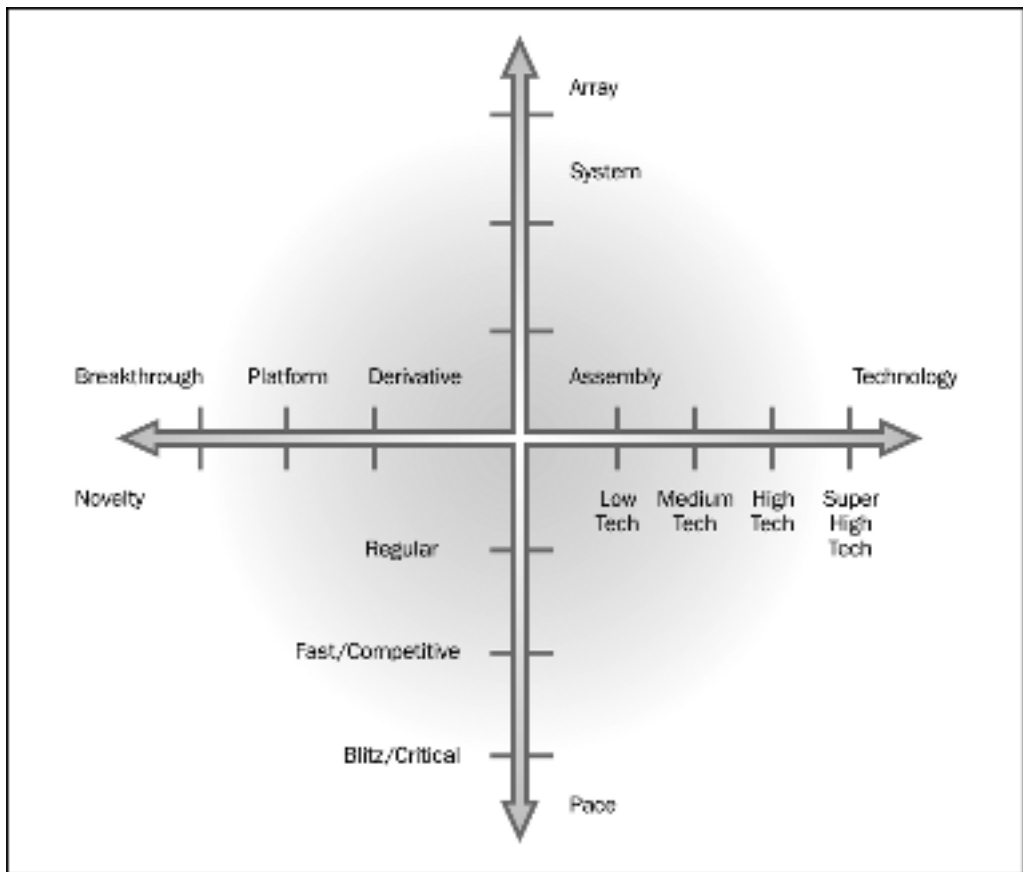 Array
System
Breakthrough Platform Derivative Assembly Technology
Novelty
Low Medium High Super
Tech Tech Tech High
Tech
Regular
Fast/Competitive
Blitz/Critical
Pace